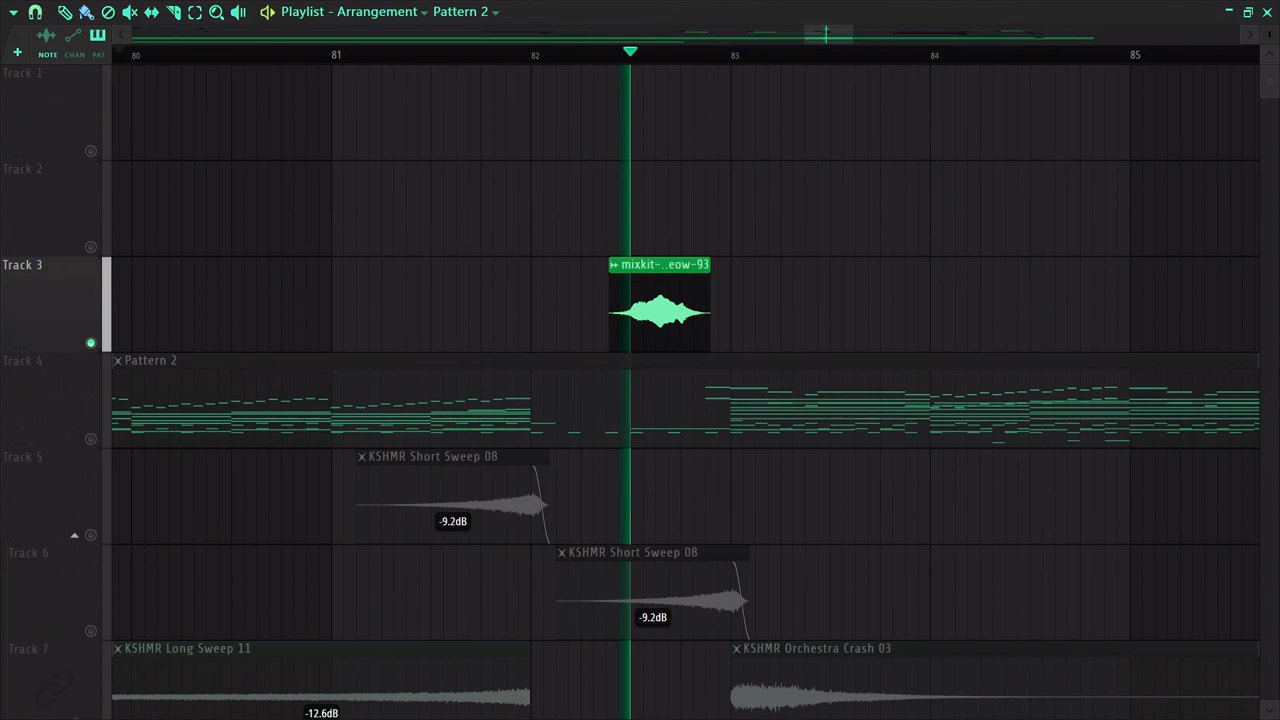 Playlist - Arrangement Pattern 2
NOTE CHAN PAT
80 81 82 83 84 85
Track 1
Track 2
Track 3
mixkit-..eow-93
Track 4
Pattern 2
Track 5
KSHMR Short Sweep 08
-9.2dB
Track 6
KSHMR Short Sweep 08
-9.2dB
Track 7
KSHMR Long Sweep 11
KSHMR Orchestra Crash 03
-12.6dB